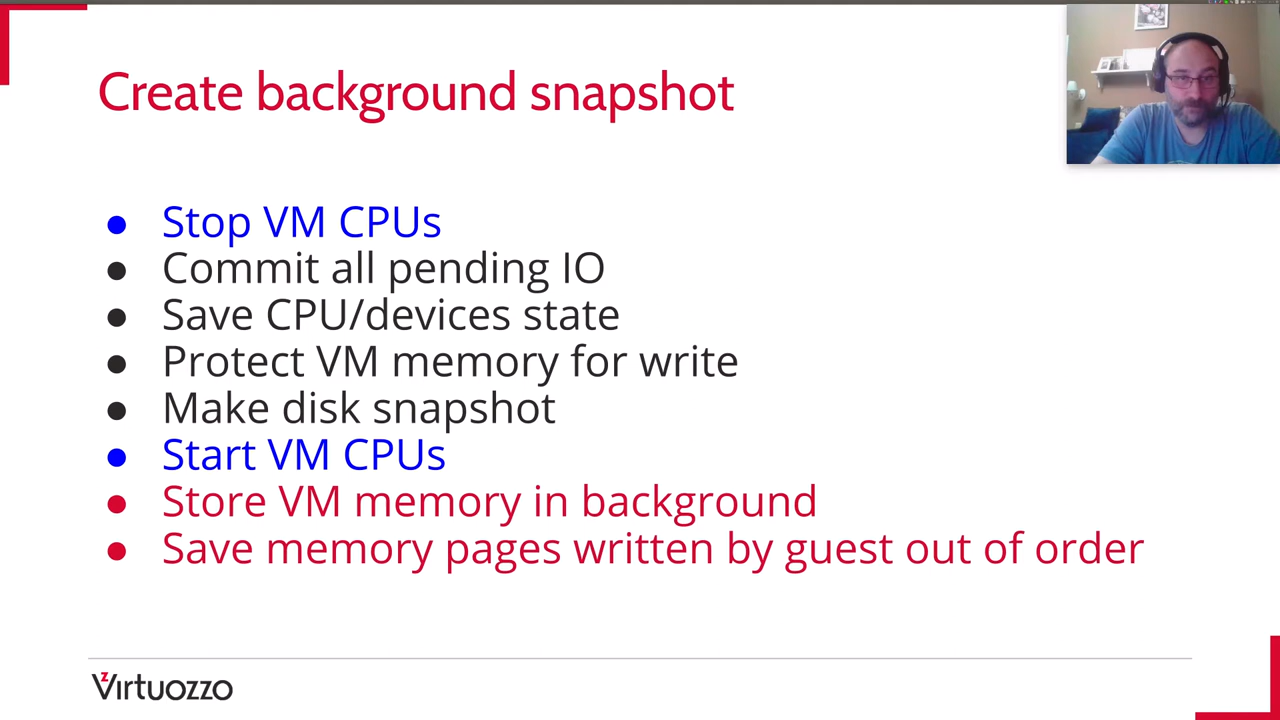 Create background snapshot
● Stop VM CPUs
● Commit all pending IO
● Save CPU/devices state
● Protect VM memory for write
● Make disk snapshot
● Start VM CPUs
● Store VM memory in background
● Save memory pages written by guest out of order
Virtuozzo